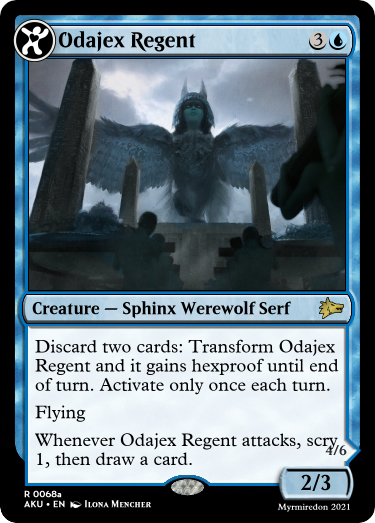 Odajex Regent 3
Creature — Sphinx Werewolf Serf
Discard two cards: Transform Odajex
Regent and it gains hexproof until end
of turn. Activate only once each turn.
Flying
Whenever Odajex Regent attacks, scry
1, then draw a card.
4/6
2/3
R 0068a
AKU • EN Ilona Mencher
Myrmiredon 2021